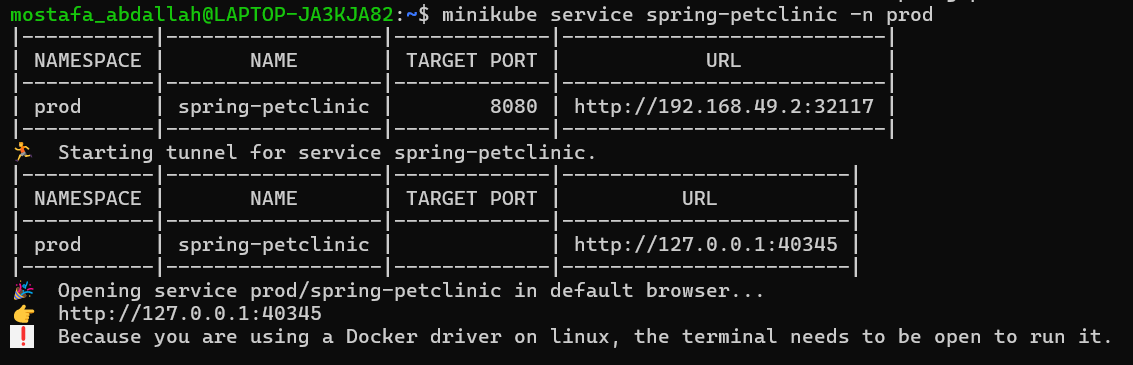 mostafa_abdallah@LAPTOP-JA3KJA82:~$ minikube service spring-petclinic -n prod
|-----------|------------------|-------------|---------------------------|
| NAMESPACE |       NAME       | TARGET PORT |            URL            |
|-----------|------------------|-------------|---------------------------|
| prod      | spring-petclinic |        8080 | http://192.168.49.2:32117 |
|-----------|------------------|-------------|---------------------------|
🏃  Starting tunnel for service spring-petclinic.
|-----------|------------------|-------------|------------------------|
| NAMESPACE |       NAME       | TARGET PORT |          URL           |
|-----------|------------------|-------------|------------------------|
| prod      | spring-petclinic |             | http://127.0.0.1:40345 |
|-----------|------------------|-------------|------------------------|
🎉  Opening service prod/spring-petclinic in default browser...
👉  http://127.0.0.1:40345
❗  Because you are using a Docker driver on linux, the terminal needs to be open to run it.